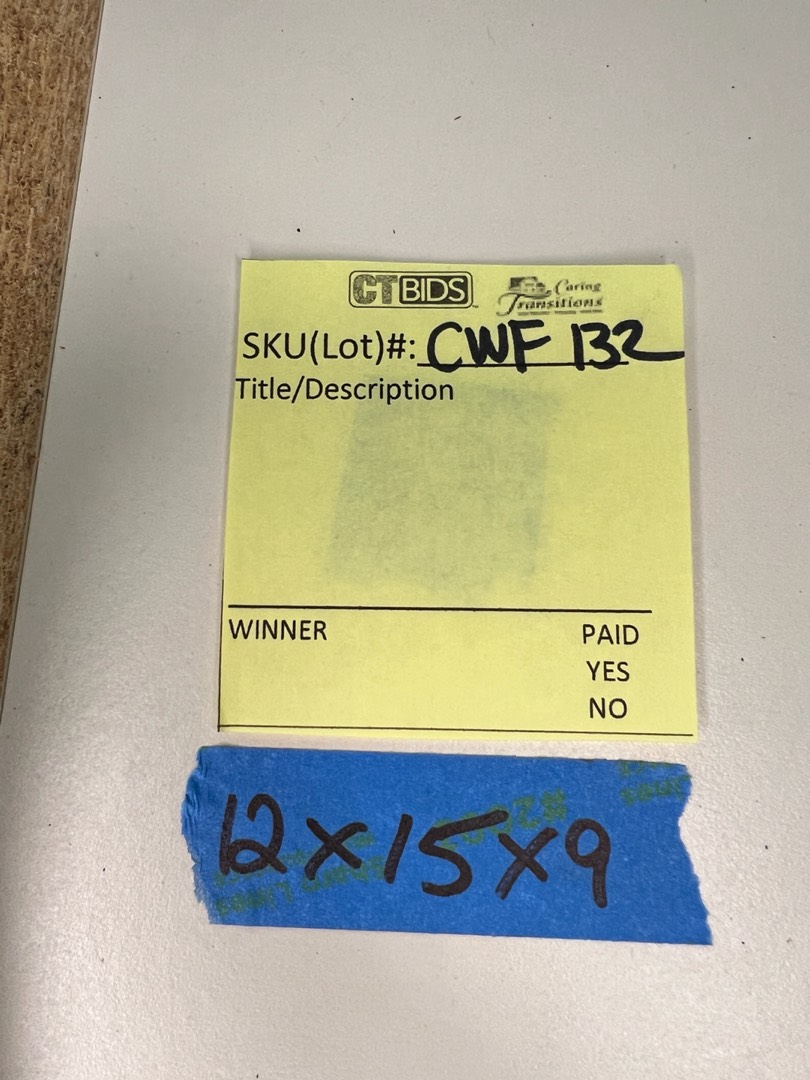 CTBIDS Caring Transitions
SKU(Lot)#: CWF 132
Title/Description
WINNER PAID
YES
NO
12x15x9